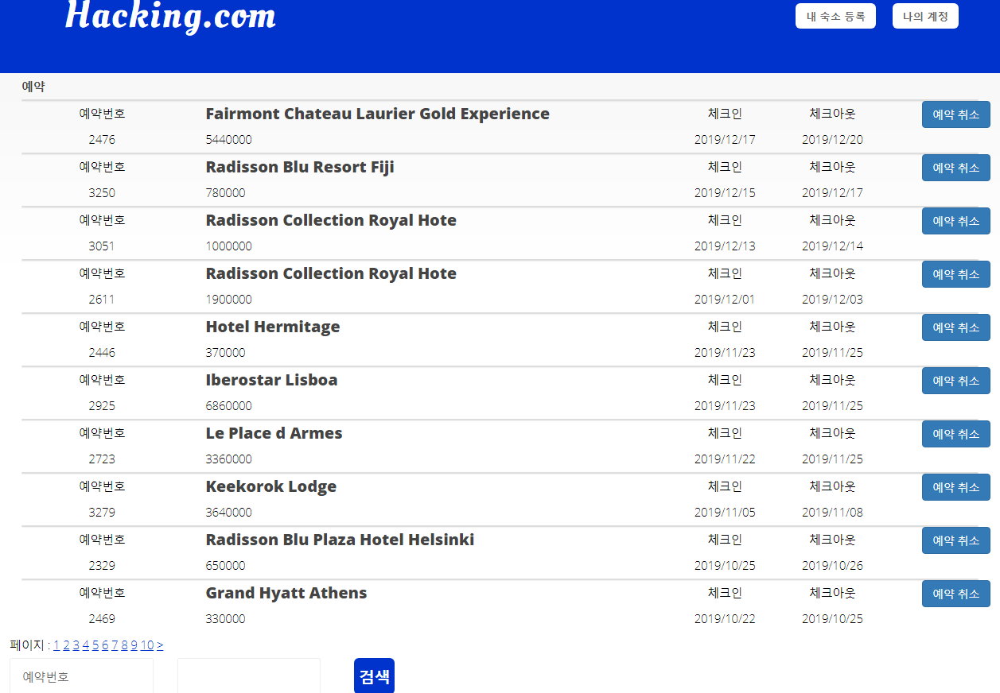 Hacking.com
내 숙소 등록 나의 계정
예약
예약번호 Fairmont Chateau Laurier Gold Experience 체크인 체크아웃 예약 취소
2476 5440000 2019/12/17 2019/12/20
예약번호 Radisson Blu Resort Fiji 체크인 체크아웃 예약 취소
3250 780000 2019/12/15 2019/12/17
예약번호 Radisson Collection Royal Hote 체크인 체크아웃 예약 취소
3051 1000000 2019/12/13 2019/12/14
예약번호 Radisson Collection Royal Hote 체크인 체크아웃 예약 취소
2611 1900000 2019/12/01 2019/12/03
예약번호 Hotel Hermitage 체크인 체크아웃 예약 취소
2446 370000 2019/11/23 2019/11/25
예약번호 Iberostar Lisboa 체크인 체크아웃 예약 취소
2925 6860000 2019/11/23 2019/11/25
예약번호 Le Place d Armes 체크인 체크아웃 예약 취소
2723 3360000 2019/11/22 2019/11/25
예약번호 Keekorok Lodge 체크인 체크아웃 예약 취소
3279 3640000 2019/11/05 2019/11/08
예약번호 Radisson Blu Plaza Hotel Helsinki 체크인 체크아웃 예약 취소
2329 650000 2019/10/25 2019/10/26
예약번호 Grand Hyatt Athens 체크인 체크아웃 예약 취소
2469 330000 2019/10/22 2019/10/25
페이지 : 1 2 3 4 5 6 7 8 9 10 >
예약번호 검색